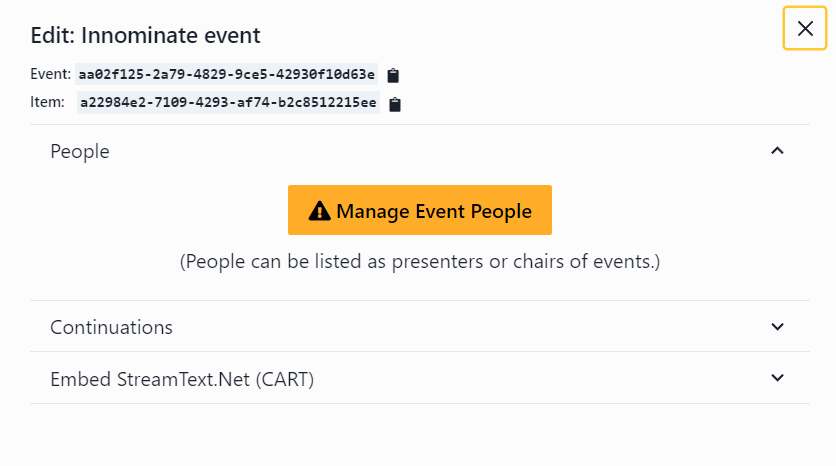 Edit: Innominate event
Event: aa02f125-2a79-4829-9ce5-42930f10d63e
Item: a22984e2-7109-4293-af74-b2c8512215ee
People
Manage Event People
(People can be listed as presenters or chairs of events.)
Continuations
Embed StreamText.Net (CART)